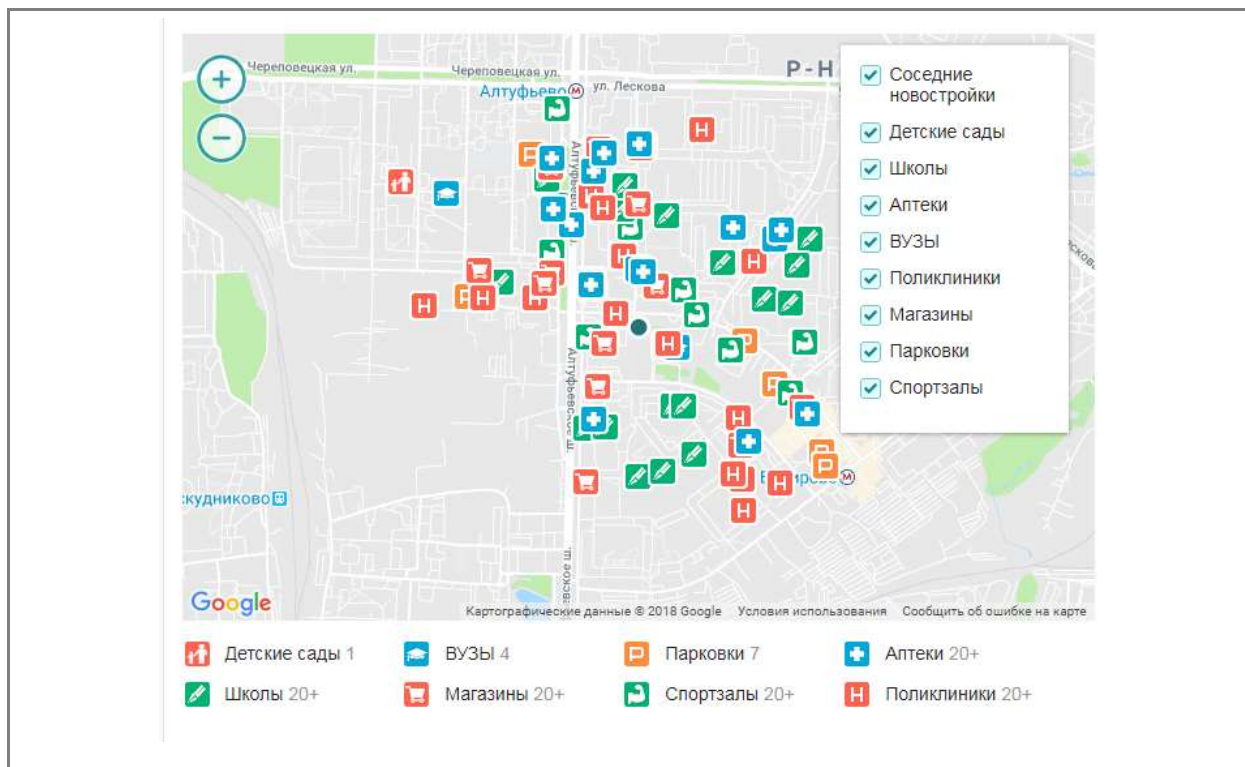 Череповецкая ул.
Череповецкая ул.
Алтуфьево
ул. Лескова
Р-Н
Алтуфьевское ш.
Соседние
новостройки
Детские сады
Школы
Аптеки
ВУЗЫ
Поликлиники
Магазины
Парковки
Спортзалы
Google
Картографические данные © 2018 Google
Условия использования
Сообщить об ошибке на карте
Детские сады 1
ВУЗЫ 4
Парковки 7
Аптеки 20+
Школы 20+
Магазины 20+
Спортзалы 20+
Поликлиники 20+